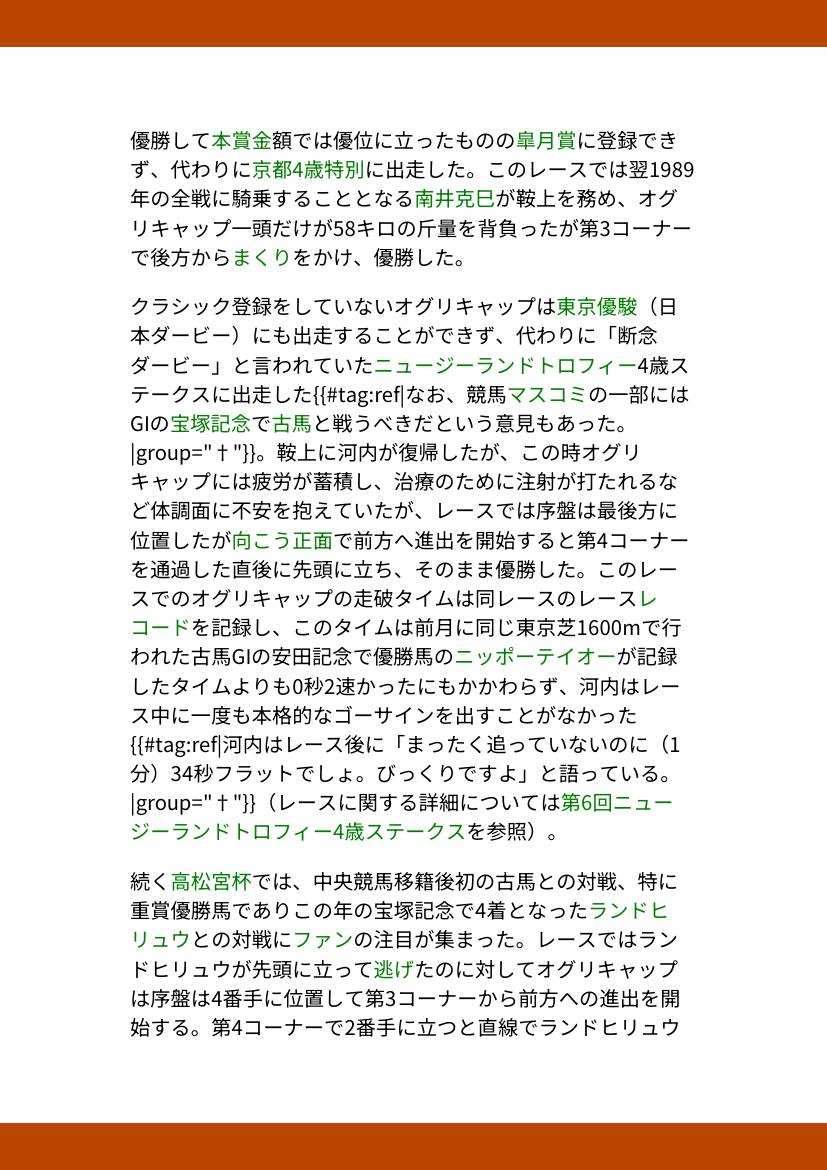 優勝して本賞金額では優位に立ったものの皐月賞に登録でき
ず、代わりに京都4歳特別に出走した。このレースでは翌1989
年の全戦に騎乗することとなる南井克巳が鞍上を務め、オグ
リキャップ一頭だけが58キロの斤量を背負ったが第3コーナー
で後方からまくりをかけ、優勝した。
クラシック登録をしていないオグリキャップは東京優駿（日
本ダービー）にも出走することができず、代わりに「断念
ダービー」と言われていたニュージーランドトロフィー4歳ス
テークスに出走した{{#tag:ref|なお、競馬マスコミの一部には
GIの宝塚記念で古馬と戦うべきだという意見もあった。
|group="†"}}。鞍上に河内が復帰したが、この時オグリ
キャップには疲労が蓄積し、治療のために注射が打たれるな
ど体調面に不安を抱えていたが、レースでは序盤は最後方に
位置したが向こう正面で前方へ進出を開始すると第4コーナー
を通過した直後に先頭に立ち、そのまま優勝した。このレー
スでのオグリキャップの走破タイムは同レースのレースレ
コードを記録し、このタイムは前月に同じ東京芝1600mで行
われた古馬GIの安田記念で優勝馬のニッポーテイオーが記録
したタイムよりも0秒2速かったにもかかわらず、河内はレー
ス中に一度も本格的なゴーサインを出すことがなかった
{{#tag:ref|河内はレース後に「まったく追っていないのに（1
分）34秒フラットでしょ。びっくりですよ」と語っている。
|group="†"}}（レースに関する詳細については第6回ニュー
ジーランドトロフィー4歳ステークスを参照）。
続く高松宮杯では、中央競馬移籍後初の古馬との対戦、特に
重賞優勝馬でありこの年の宝塚記念で4着となったランドヒ
リュウとの対戦にファンの注目が集まった。レースではラン
ドヒリュウが先頭に立って逃げたのに対してオグリキャップ
は序盤は4番手に位置して第3コーナーから前方への進出を開
始する。第4コーナーで2番手に立つと直線でランドヒリュウ